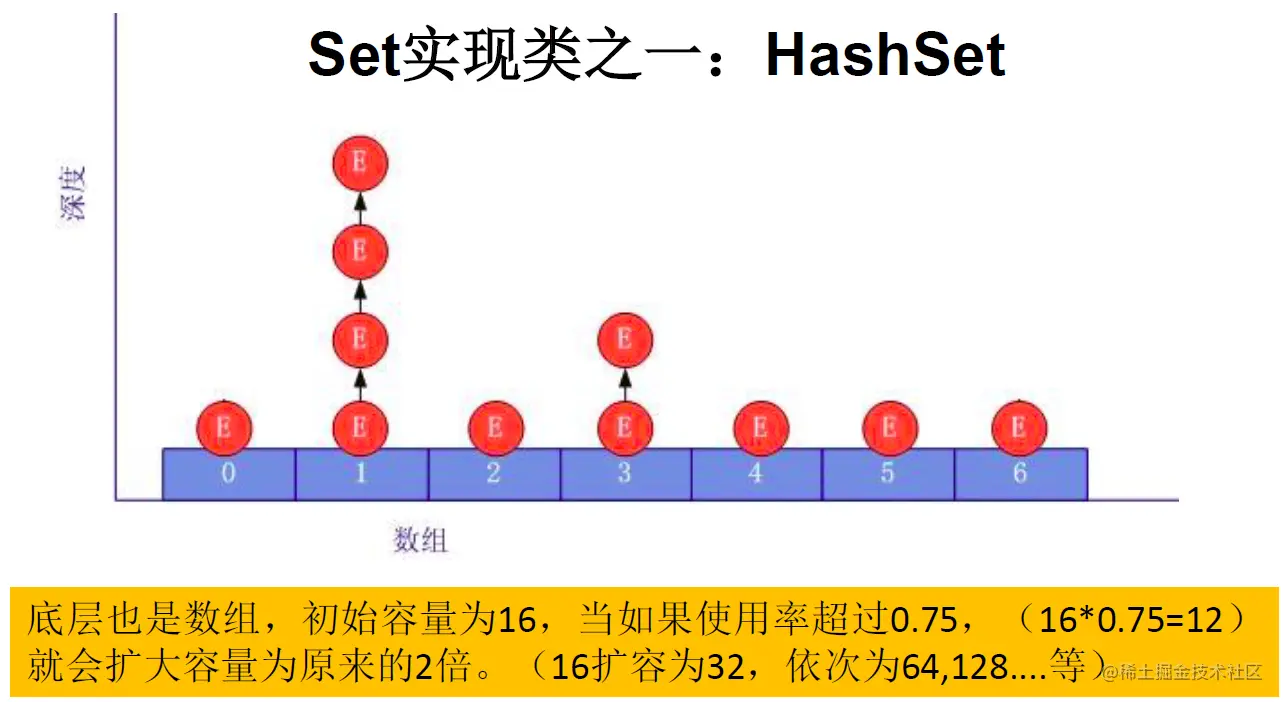 Set实现类之一：HashSet
深度
E
E
E
E
E
E
E
E
E
E
E
0
1
2
3
4
5
6
数组
底层也是数组，初始容量为16，当如果使用率超过0.75，（16*0.75=12）
就会扩大容量为原来的2倍。（16扩容为32，依次为64,128....等）
@稀土掘金技术社区